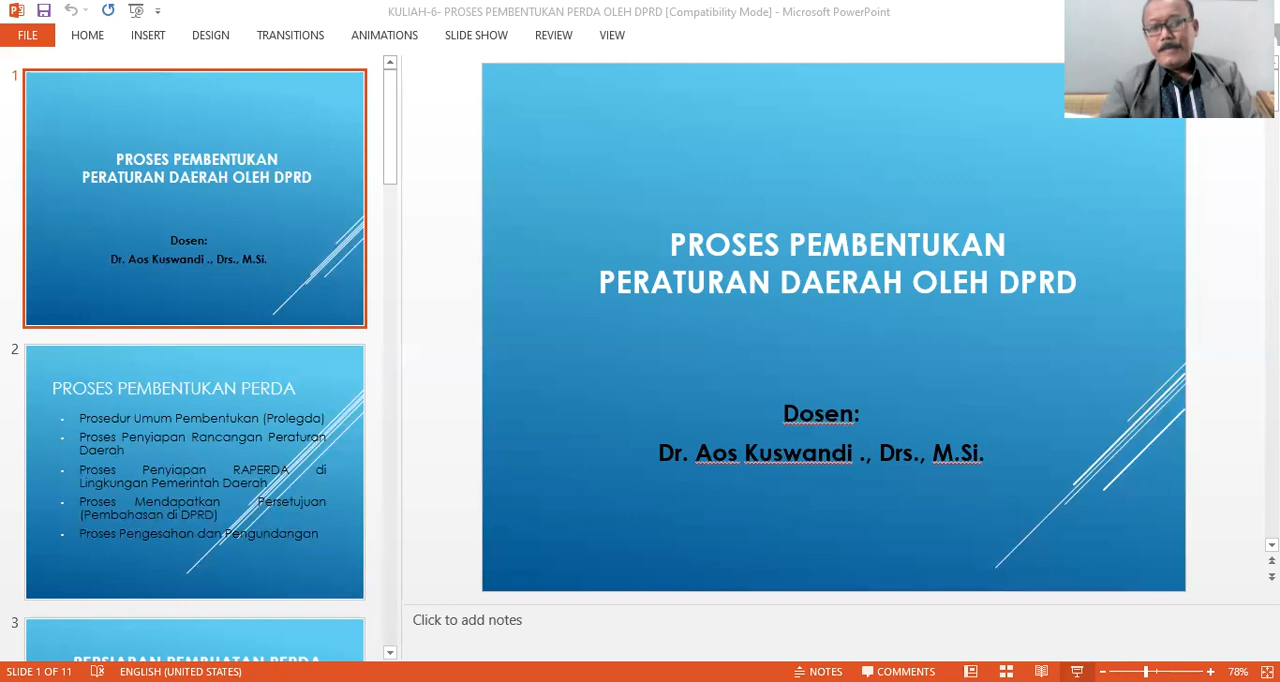 KULIAH-6- PROSES PEMBENTUKAN PERDA OLEH DPRD [Compatibility Mode] - Microsoft PowerPoint
FILE HOME INSERT DESIGN TRANSITIONS ANIMATIONS SLIDE SHOW REVIEW VIEW
1
PROSES PEMBENTUKAN
PERATURAN DAERAH OLEH DPRD
Dosen:
Dr. Aos Kuswandi ., Drs., M.Si.
2
PROSES PEMBENTUKAN PERDA
- Prosedur Umum Pembentukan (Prolegda)
- Proses Penyiapan Rancangan Peraturan
Daerah
- Proses Penyiapan RAPERDA di
Lingkungan Pemerintah Daerah
- Proses Mendapatkan Persetujuan
(Pembahasan di DPRD)
- Proses Pengesahan dan Pengundangan
3
PERSIAPAN PEMBUATAN PERDA
PROSES PEMBENTUKAN
PERATURAN DAERAH OLEH DPRD
Dosen:
Dr. Aos Kuswandi ., Drs., M.Si.
Click to add notes
SLIDE 1 OF 11 ENGLISH (UNITED STATES) NOTES COMMENTS 78%